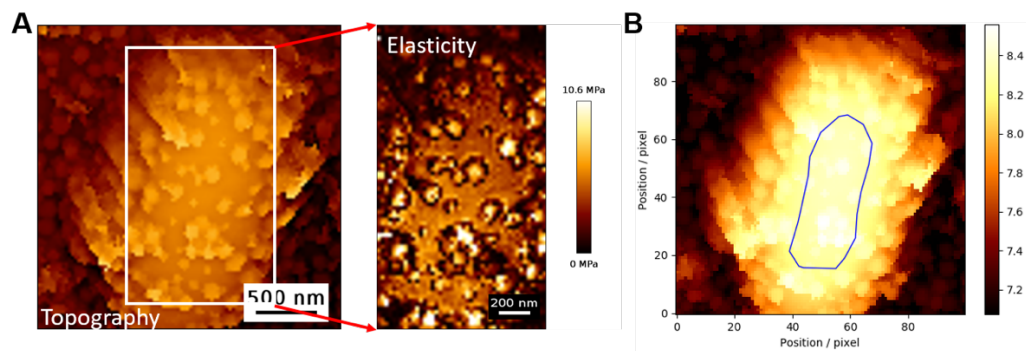 A
Elasticity
10.6 MPa
0 MPa
200 nm
500 nm
Topography
B
Position / pixel
80
60
40
20
0
0 20 40 60 80
Position / pixel
8.4
8.2
8.0
7.8
7.6
7.4
7.2